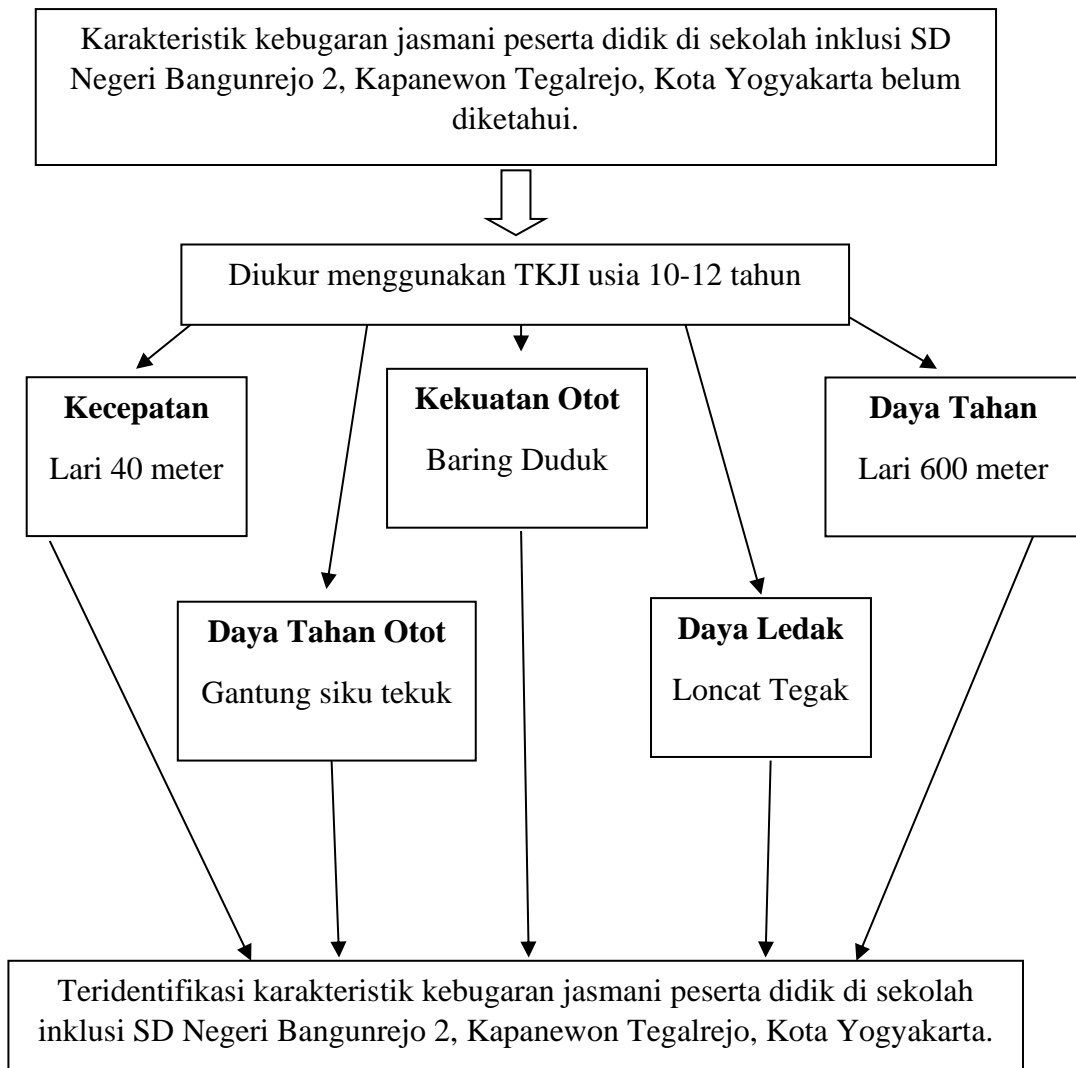 Karakteristik kebugaran jasmani peserta didik di sekolah inklusi SD
Negeri Bangunrejo 2, Kapanewon Tegalrejo, Kota Yogyakarta belum
diketahui.
Diukur menggunakan TKJI usia 10-12 tahun
Kecepatan
Lari 40 meter
Kekuatan Otot
Baring Duduk
Daya Tahan
Lari 600 meter
Daya Tahan Otot
Gantung siku tekuk
Daya Ledak
Loncat Tegak
Teridentifikasi karakteristik kebugaran jasmani peserta didik di sekolah
inklusi SD Negeri Bangunrejo 2, Kapanewon Tegalrejo, Kota Yogyakarta.